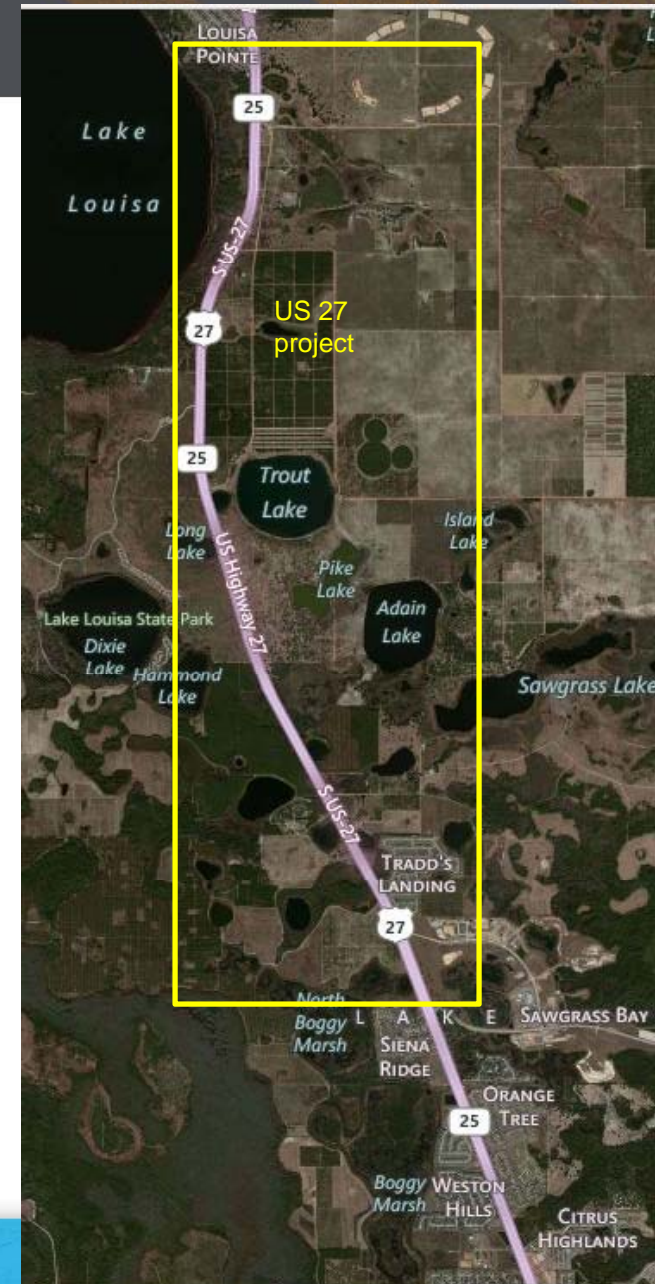 LOUISA
POINTE
25
Lake
Louisa
S US-27
27
US 27
project
25
Trout
Lake
Long
Lake
Island
Lake
US Highway 27
Pike
Lake
Adain
Lake
Lake Louisa State Park
Dixie
Lake
Hammond
Lake
Sawgrass Lake
S US-27
TRADD'S
LANDING
27
North
Boggy
Marsh
L A K E
SAWGRASS BAY
SIENA
RIDGE
ORANGE
TREE
25
Boggy
Marsh
WESTON
HILLS
CITRUS
HIGHLANDS